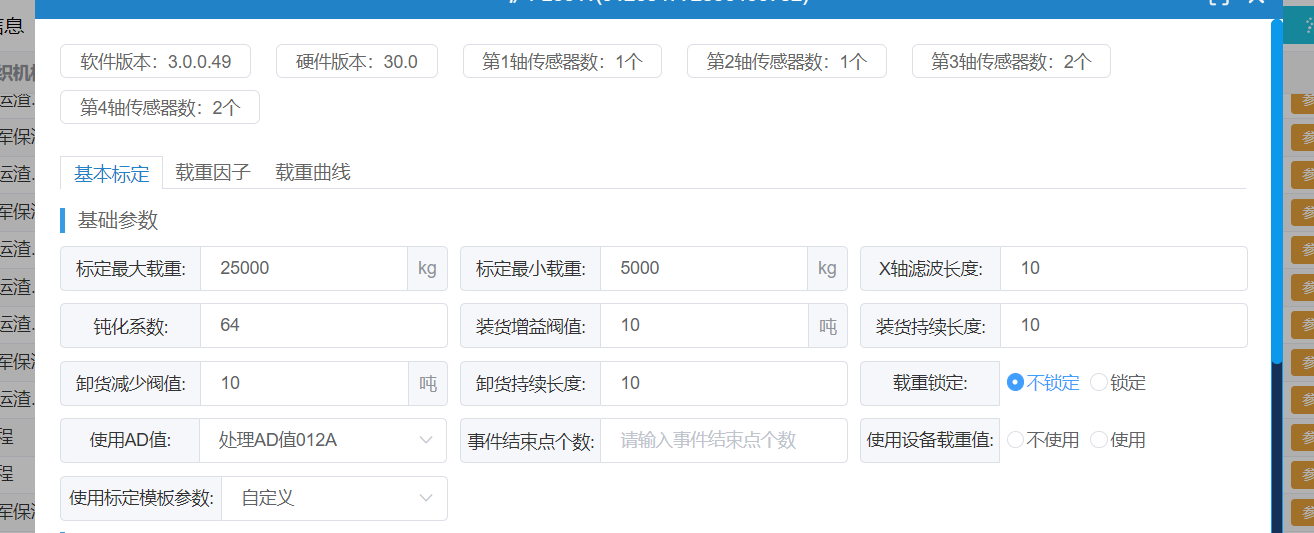 信息
软件版本：3.0.0.49 硬件版本：30.0 第1轴传感器数：1个 第2轴传感器数：1个 第3轴传感器数：2个
第4轴传感器数：2个
基本标定 载重因子 载重曲线
基础参数
标定最大载重: 25000 kg 标定最小载重: 5000 kg X轴滤波长度: 10
钝化系数: 64 装货增益阀值: 10 吨 装货持续长度: 10
卸货减少阀值: 10 吨 卸货持续长度: 10 载重锁定: 不锁定 锁定
使用AD值: 处理AD值012A 事件结束点个数: 请输入事件结束点个数 使用设备载重值: 不使用 使用
使用标定模板参数: 自定义